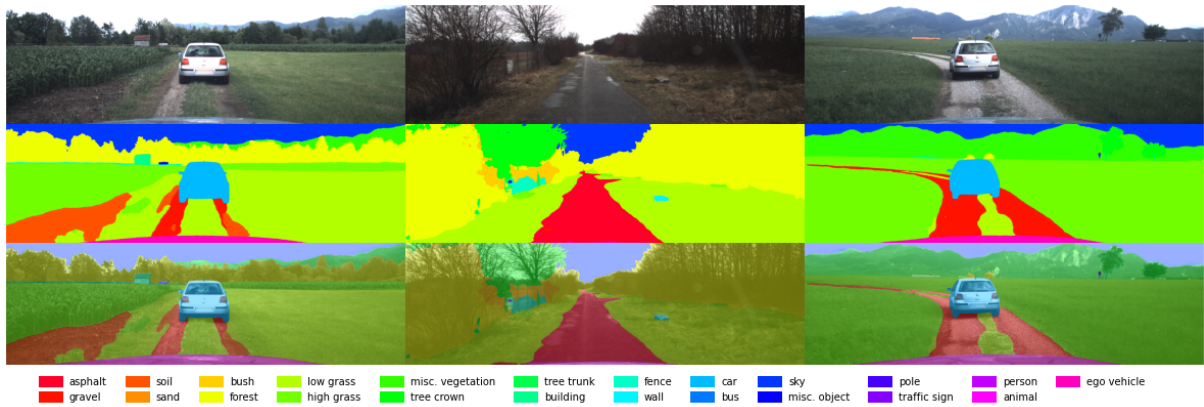 asphalt soil bush low grass misc. vegetation tree trunk fence car sky pole person ego vehicle
gravel sand forest high grass tree crown building wall bus misc. object traffic sign animal